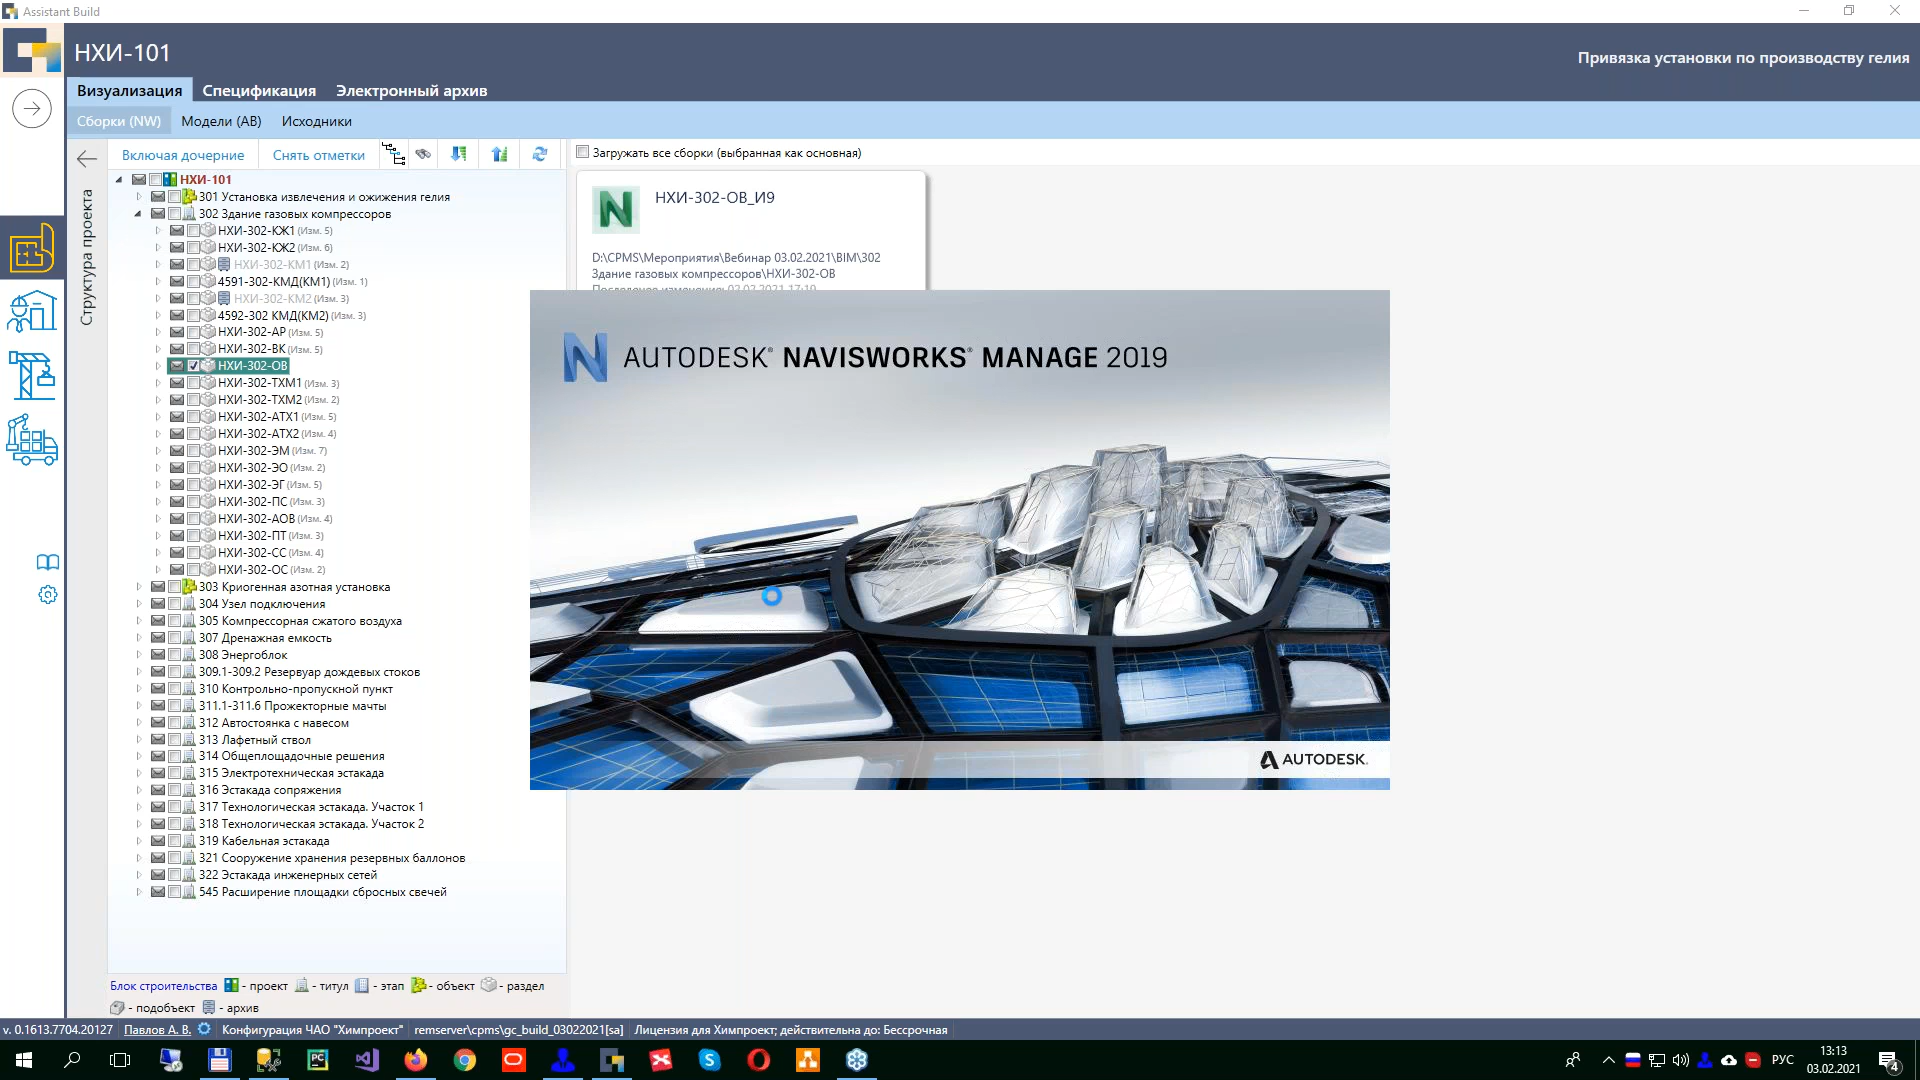 Assistant Build
НХИ-101
Привязка установки по производству гелия
Визуализация Спецификация Электронный архив
Сборки (NW) Модели (AB) Исходники
Включая дочерние Снять отметки
Загружать все сборки (выбранная как основная)
Структура проекта
НХИ-101
301 Установка извлечения и ожижения гелия
302 Здание газовых компрессоров
НХИ-302-КЖ1 (Изм. 5)
НХИ-302-КЖ2 (Изм. 6)
НХИ-302-КМ1 (Изм. 2)
4591-302-КМД(КМ1) (Изм. 1)
НХИ-302-КМ2 (Изм. 3)
4592-302 КМД(КМ2) (Изм. 3)
НХИ-302-АР (Изм. 5)
НХИ-302-ВК (Изм. 5)
НХИ-302-ОВ
НХИ-302-ТХМ1 (Изм. 3)
НХИ-302-ТХМ2 (Изм. 2)
НХИ-302-АТХ1 (Изм. 5)
НХИ-302-АТХ2 (Изм. 4)
НХИ-302-ЭМ (Изм. 7)
НХИ-302-ЭО (Изм. 2)
НХИ-302-ЭГ (Изм. 5)
НХИ-302-ПС (Изм. 3)
НХИ-302-АОВ (Изм. 4)
НХИ-302-ПТ (Изм. 3)
НХИ-302-СС (Изм. 4)
НХИ-302-ОС (Изм. 2)
303 Криогенная азотная установка
304 Узел подключения
305 Компрессорная сжатого воздуха
307 Дренажная емкость
308 Энергоблок
309.1-309.2 Резервуар дождевых стоков
310 Контрольно-пропускной пункт
311.1-311.6 Прожекторные мачты
312 Автостоянка с навесом
313 Лафетный ствол
314 Общеплощадочные решения
315 Электротехническая эстакада
316 Эстакада сопряжения
317 Технологическая эстакада. Участок 1
318 Технологическая эстакада. Участок 2
319 Кабельная эстакада
321 Сооружение хранения резервных баллонов
322 Эстакада инженерных сетей
545 Расширение площадки сбросных свечей
НХИ-302-ОВ_И9
D:\CPMS\Мероприятия\Вебинар 03.02.2021\BIM\302
Здание газовых компрессоров\НХИ-302-ОВ
Последнее изменение: 02.02.2021 17:19
AUTODESK® NAVISWORKS® MANAGE 2019
AUTODESK.
Блок строительства - проект - титул - этап - объект - раздел
- подобъект - архив
v. 0.1613.7704.20127 Павлов А. В. Конфигурация ЧАО "Химпроект" remserver\cpms\gc_build_03022021[sa] Лицензия для Химпроект; действительна до: Бессрочная
РУС
13:13
03.02.2021
4